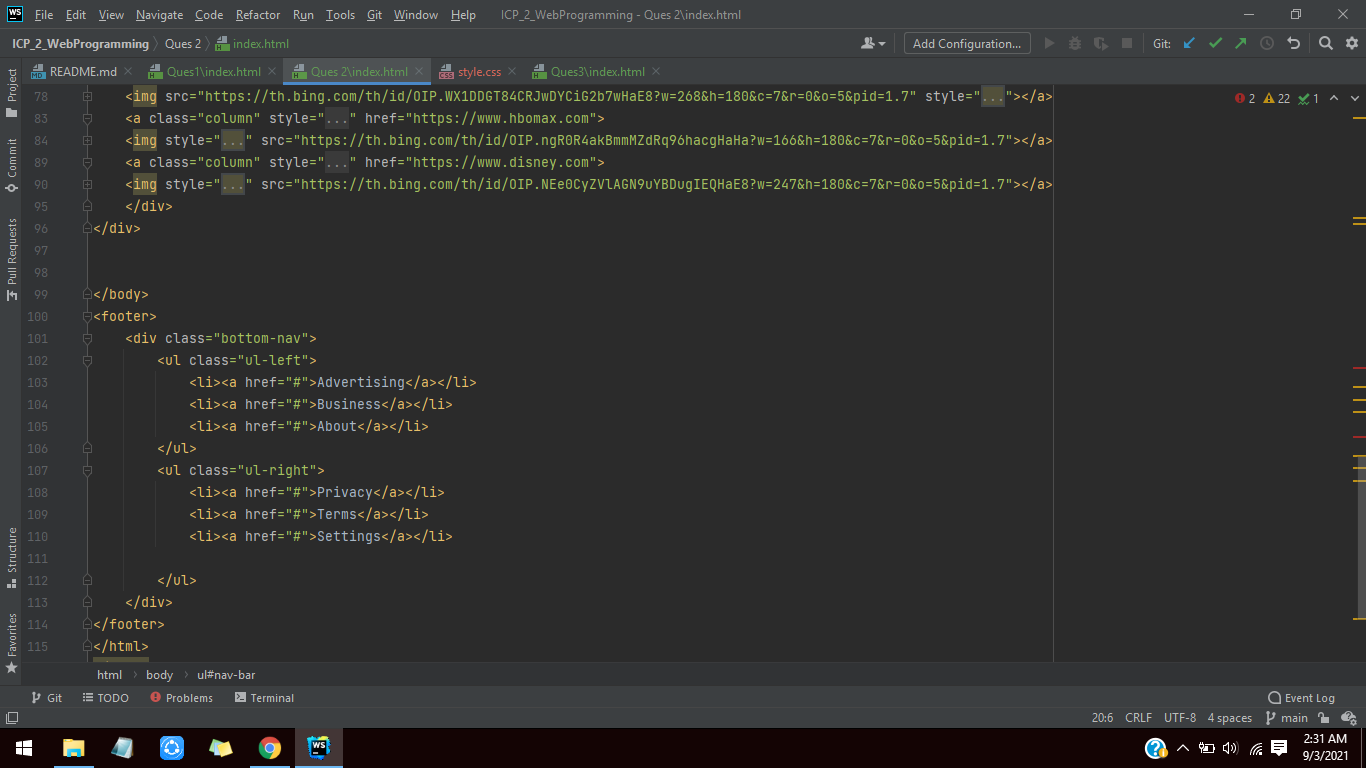 WS File Edit View Navigate Code Refactor Run Tools Git Window Help ICP_2_WebProgramming - Ques 2\index.html
ICP_2_WebProgramming Ques 2 index.html Add Configuration... Git:
README.md Ques1\index.html Ques 2\index.html style.css Ques3\index.html
Project
Commit
Pull Requests
Structure
Favorites
2 22 1
78 <img src="https://th.bing.com/th/id/OIP.WX1DDGT84CRJwDYCiG2b7wHaE8?w=268&h=180&c=7&r=0&o=5&pid=1.7" style="..."></a>
83 <a class="column" style="..." href="https://www.hbomax.com">
84 <img style="..." src="https://th.bing.com/th/id/OIP.ngR0R4akBmmMZdRq96hacgHaHa?w=166&h=180&c=7&r=0&o=5&pid=1.7"></a>
89 <a class="column" style="..." href="https://www.disney.com">
90 <img style="..." src="https://th.bing.com/th/id/OIP.NEe0CyZVlAGN9uYBDugIEQHaE8?w=247&h=180&c=7&r=0&o=5&pid=1.7"></a>
95 </div>
96 </div>
97
98
99 </body>
100 <footer>
101 <div class="bottom-nav">
102 <ul class="ul-left">
103 <li><a href="#">Advertising</a></li>
104 <li><a href="#">Business</a></li>
105 <li><a href="#">About</a></li>
106 </ul>
107 <ul class="ul-right">
108 <li><a href="#">Privacy</a></li>
109 <li><a href="#">Terms</a></li>
110 <li><a href="#">Settings</a></li>
111
112 </ul>
113 </div>
114 </footer>
115 </html>
html body ul#nav-bar
Git TODO Problems Terminal Event Log
20:6 CRLF UTF-8 4 spaces main
WS 2:31 AM
9/3/2021